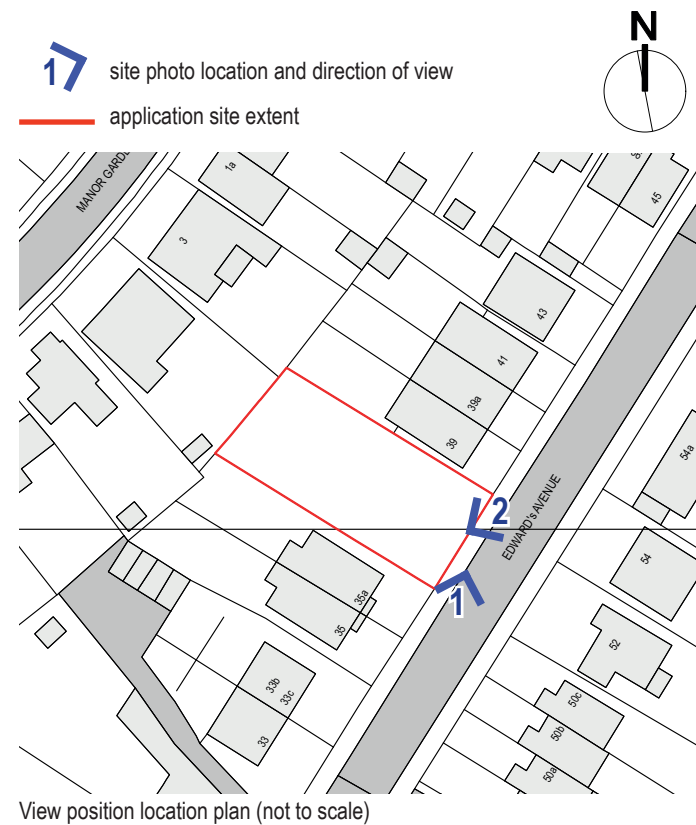 N
1 site photo location and direction of view
application site extent
MANOR GARDE
1a
3
45
43
41
39a
39
54a
2
EDWARD's AVENUE
54
1
35a
35
52
33b
33c
33
50c
50b
50a
View position location plan (not to scale)